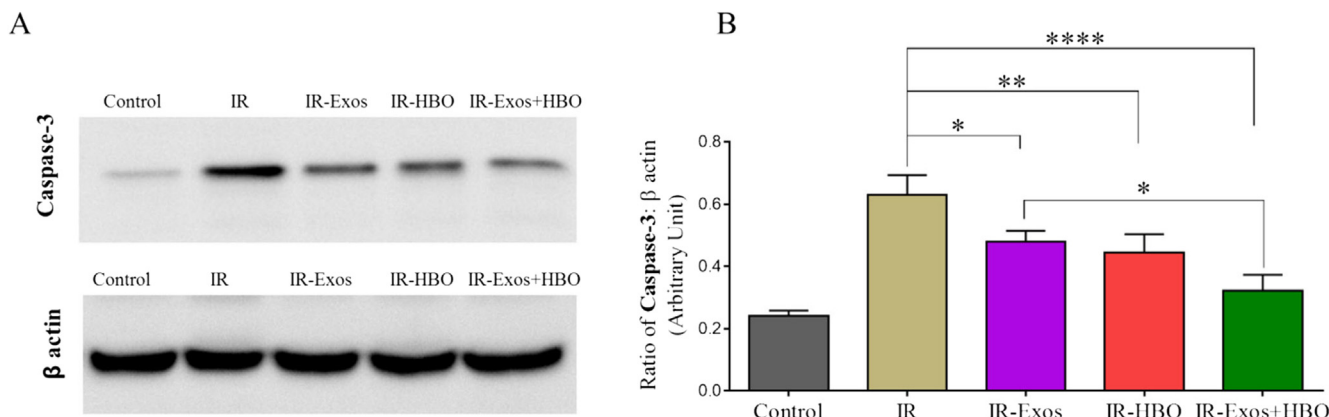 A
Control IR IR-Exos IR-HBO IR-Exos+HBO
Caspase-3
Control IR IR-Exos IR-HBO IR-Exos+HBO
β actin
B
****
**
*
*
Ratio of Caspase-3: β actin
(Arbitrary Unit)
0.8
0.6
0.4
0.2
0.0
Control IR IR-Exos IR-HBO IR-Exos+HBO